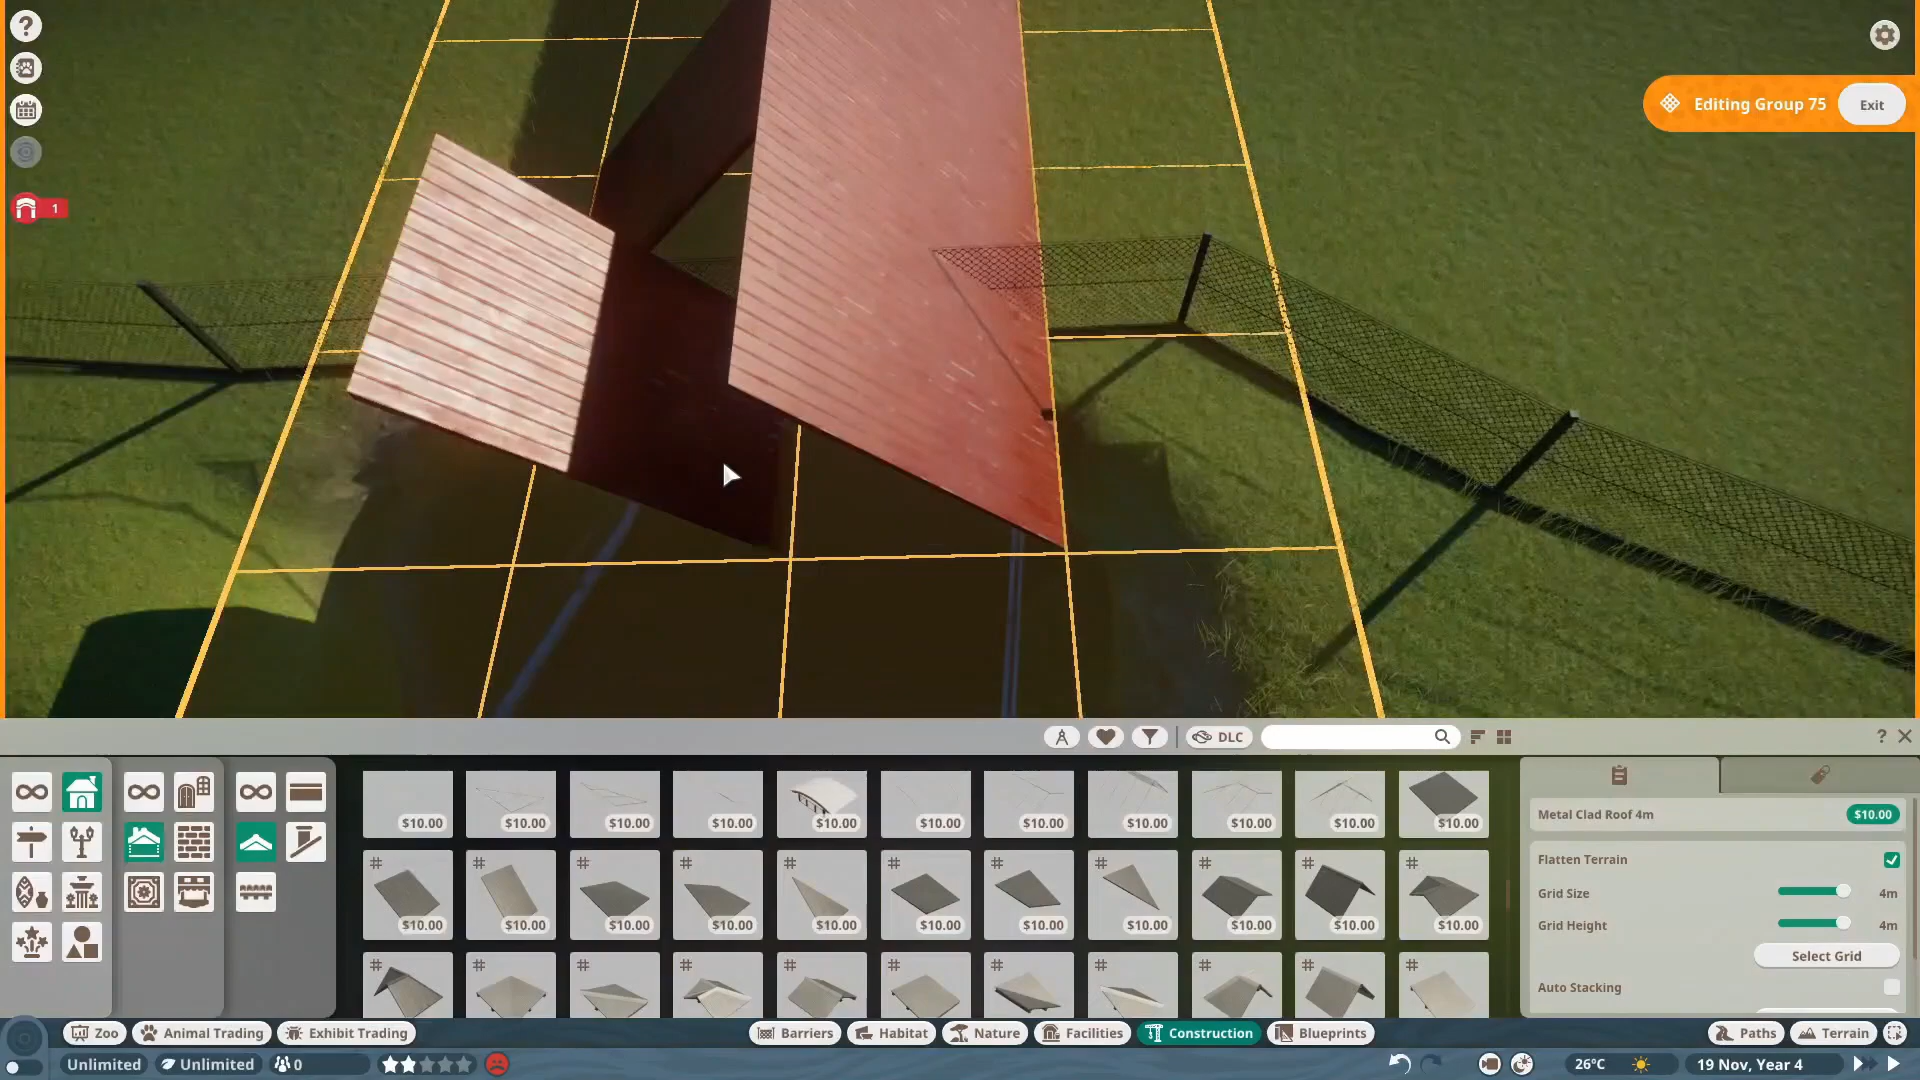 ?
Editing Group 75
Exit
1
DLC
?
$10.00 $10.00 $10.00 $10.00 $10.00 $10.00 $10.00 $10.00 $10.00 $10.00 $10.00
# # # # # # # # # # #
$10.00 $10.00 $10.00 $10.00 $10.00 $10.00 $10.00 $10.00 $10.00 $10.00 $10.00
# # # # # # # # # # #
Metal Clad Roof 4m $10.00
Flatten Terrain
Grid Size 4m
Grid Height 4m
Select Grid
Auto Stacking
Zoo Animal Trading Exhibit Trading Barriers Habitat Nature Facilities Construction Blueprints Paths Terrain
Unlimited Unlimited 0 26°C 19 Nov, Year 4